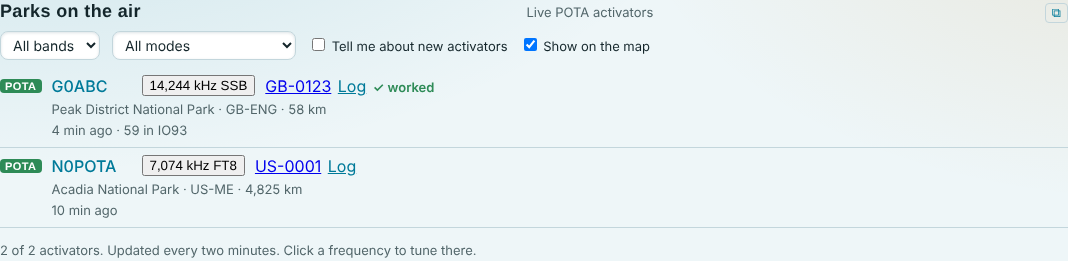 Parks on the air Live POTA activators ⧉
All bands All modes Tell me about new activators Show on the map
POTA G0ABC 14,244 kHz SSB GB-0123 Log ✓ worked
Peak District National Park · GB-ENG · 58 km
4 min ago · 59 in IO93
POTA N0POTA 7,074 kHz FT8 US-0001 Log
Acadia National Park · US-ME · 4,825 km
10 min ago
2 of 2 activators. Updated every two minutes. Click a frequency to tune there.